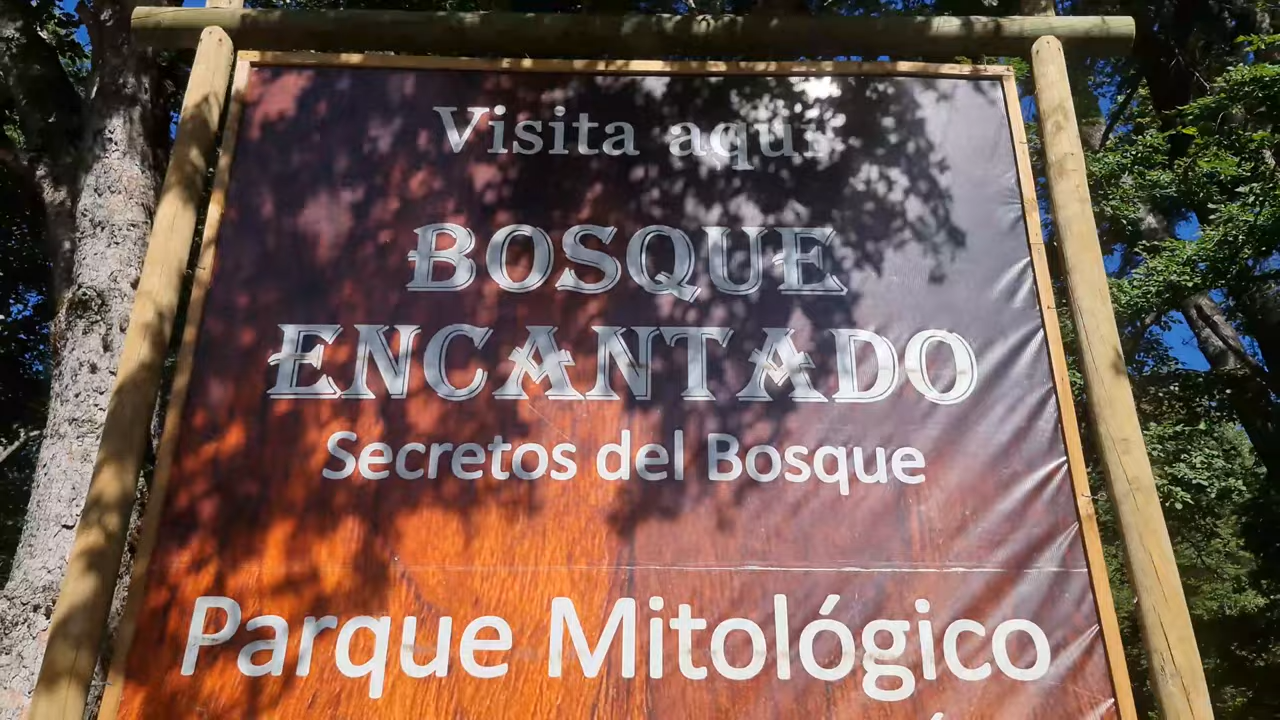 Visita aquí
BOSQUE
ENCANTADO
Secretos del Bosque
Parque Mitológico